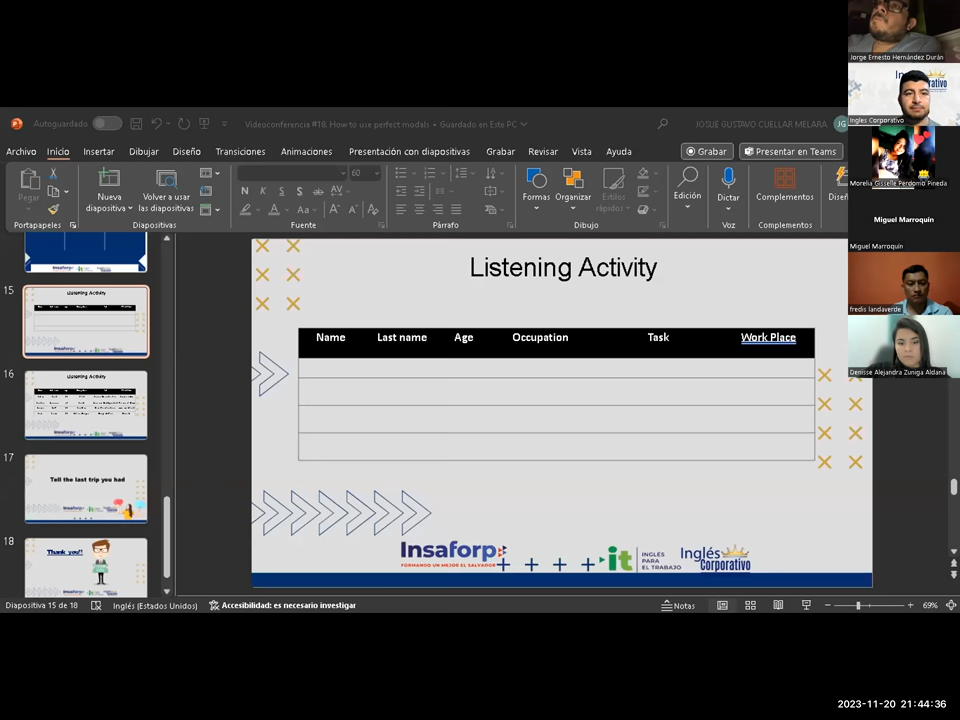 Jorge Ernesto Hernández Durán
Ingles Corporativo
Morelia Gisselle Perdomo Pineda
Miguel Marroquín
Miguel Marroquín
fredis landaverde
Denisse Alejandra Zuniga Aldana
Autoguardado
Videoconferencia #18. How to use perfect modals • Guardado en Este PC
JOSUE GUSTAVO CUELLAR MELARA
JG
Archivo Inicio Insertar Dibujar Diseño Transiciones Animaciones Presentación con diapositivas Grabar Revisar Vista Ayuda
Grabar
Presentar en Teams
Pegar
Nueva diapositiva
Volver a usar las diapositivas
60
N K S S ab AV
Aa A A A
Formas Organizar Estilos rápidos
Edición
Dictar
Complementos
Portapapeles Diapositivas Fuente Párrafo Dibujo Voz Complementos
15
Listening Activity
16
Listening Activity
17
Tell the last trip you had
18
Thank you!!
Listening Activity
Name Last name Age Occupation Task Work Place
Insaforp
FORMANDO UN MEJOR EL SALVADOR
it
INGLÉS
PARA
EL TRABAJO
Inglés
Corporativo
Diapositiva 15 de 18 Inglés (Estados Unidos) Accesibilidad: es necesario investigar Notas 69%
2023-11-20 21:44:36